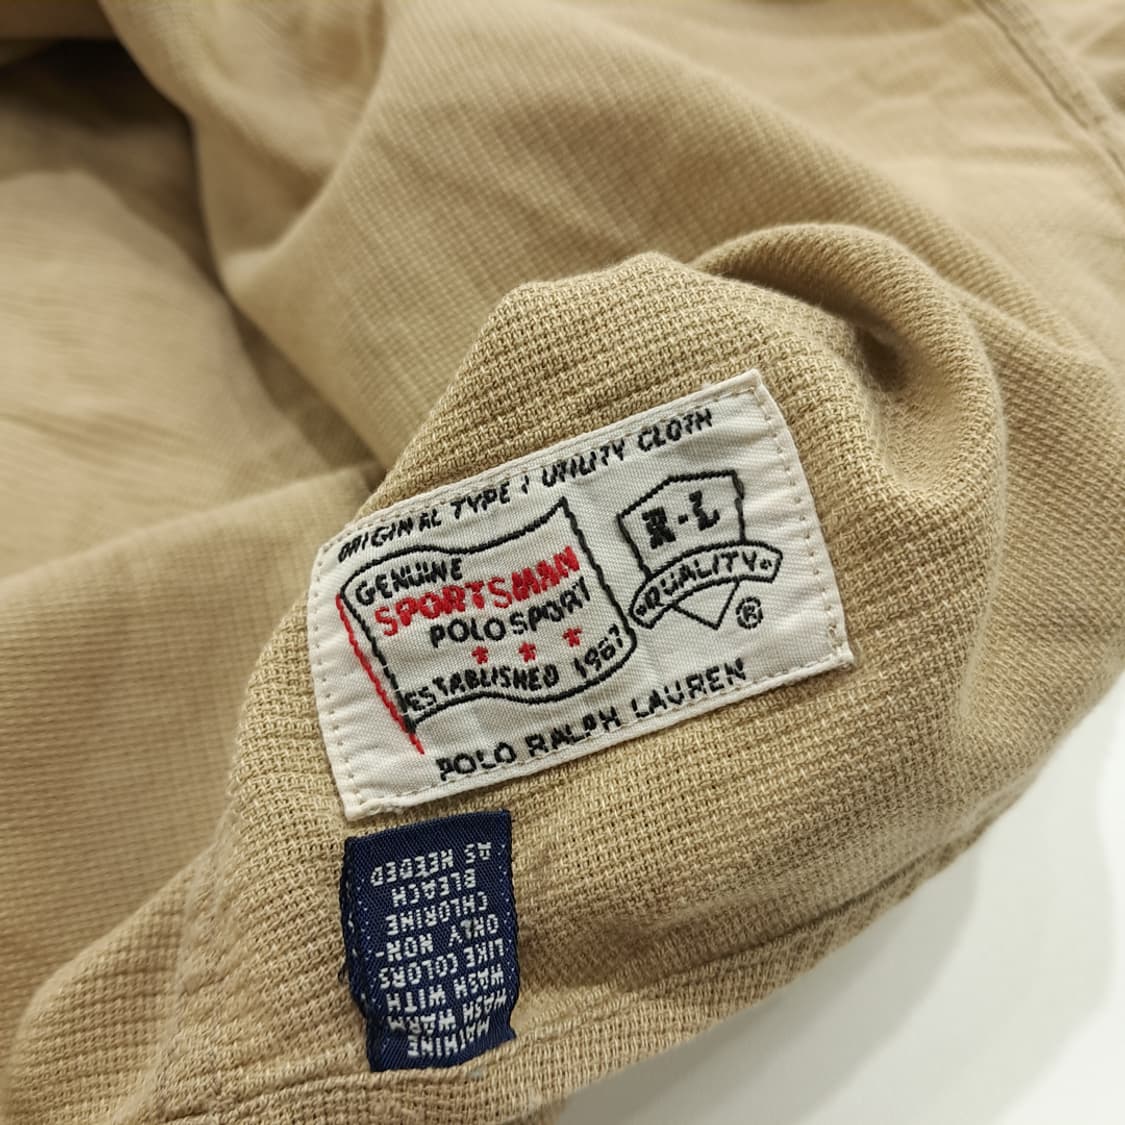 ORIGINAL TYPE 1 UTILITY CLOTH
GENUINE
SPORTSMAN
POLO SPORT
ESTABLISHED 1967
R-L
QUALITY
®
POLO RALPH LAUREN
MACHINE
WASH WARM
WASH WITH
LIKE COLORS
ONLY NON-
CHLORINE
BLEACH
AS NEEDED